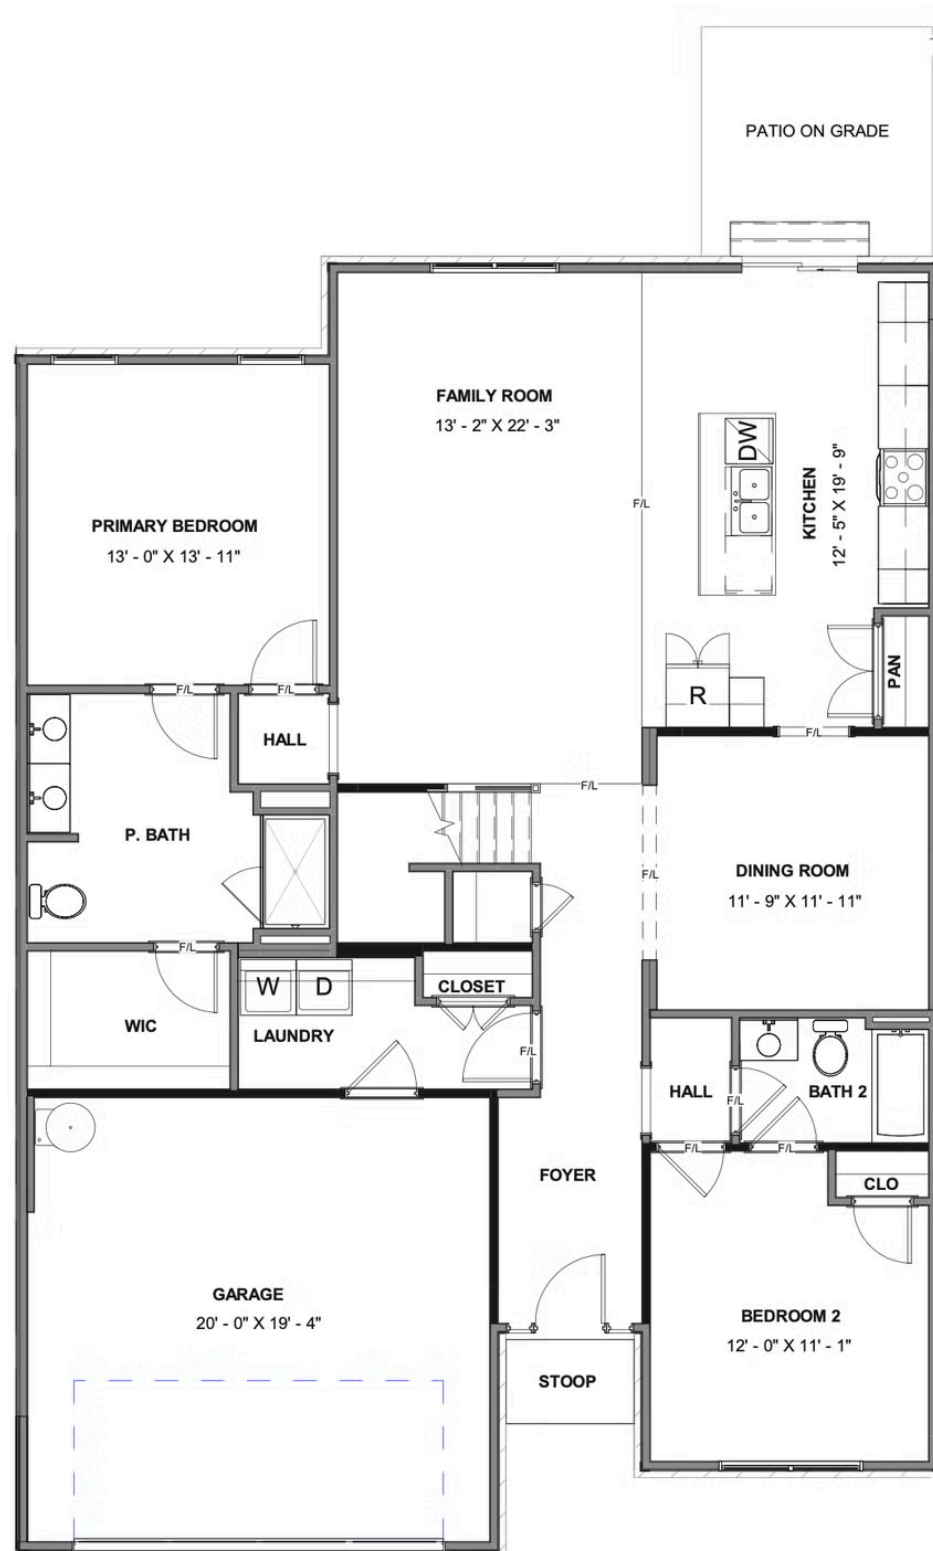 PATIO ON GRADE
FAMILY ROOM
13' - 2" X 22' - 3"
DW
KITCHEN
12' - 5" X 19' - 9"
F/L
PRIMARY BEDROOM
13' - 0" X 13' - 11"
F/L
F/L
R
PAN
HALL
F/L
F/L
P. BATH
DINING ROOM
11' - 9" X 11' - 11"
F/L
F/L
W
D
CLOSET
WIC
LAUNDRY
F/L
HALL
F/L
BATH 2
F/L
F/L
FOYER
CLO
GARAGE
20' - 0" X 19' - 4"
BEDROOM 2
12' - 0" X 11' - 1"
STOOP